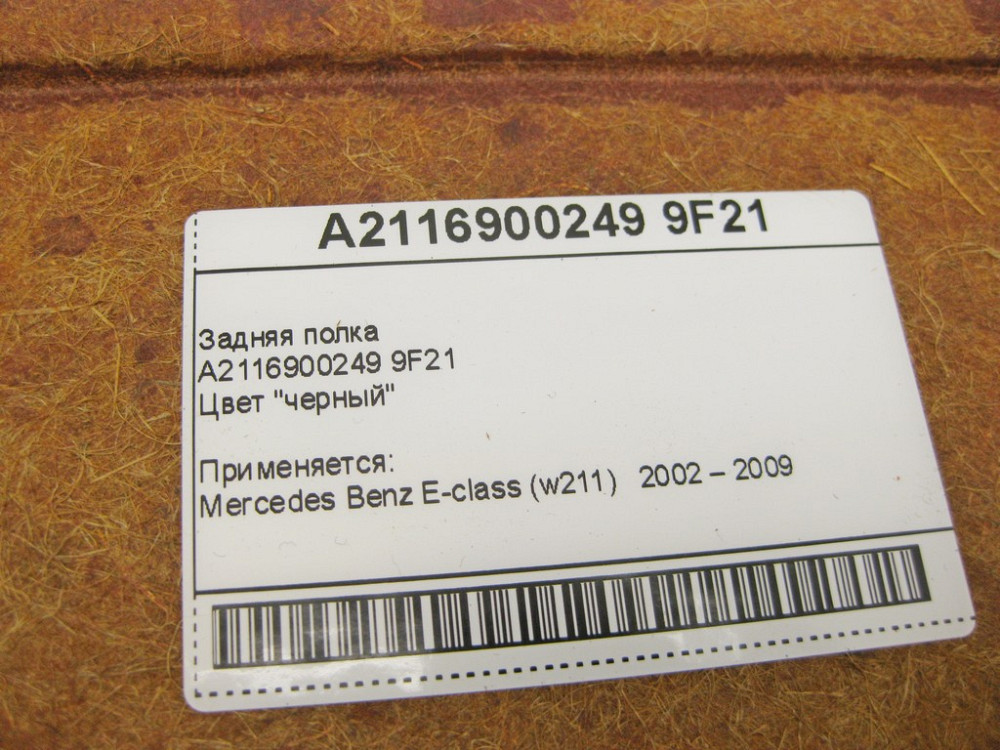 A2116900249 9F21
Задняя полка
A2116900249 9F21
Цвет "черный"
Применяется:
Mercedes Benz E-class (w211) 2002 – 2009